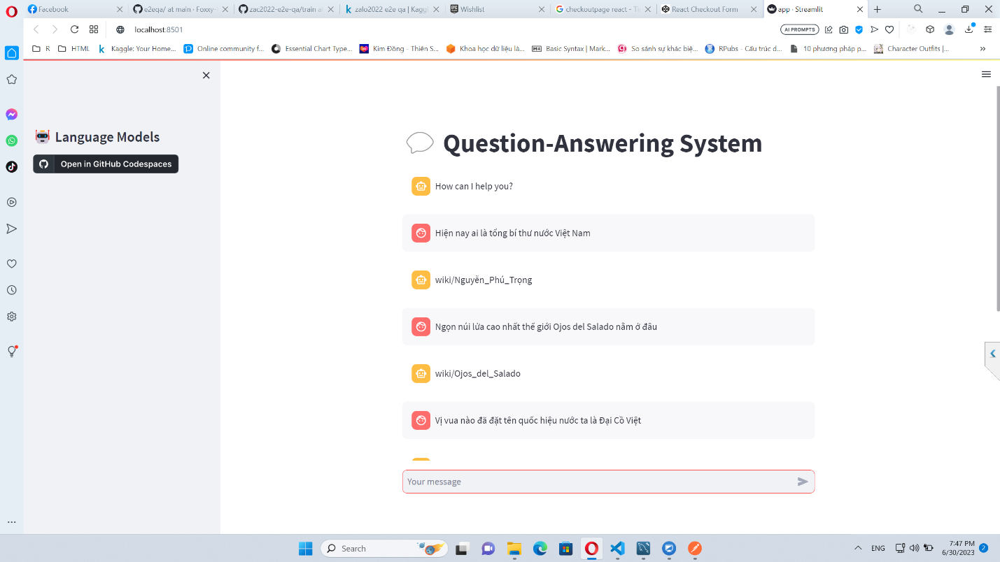 Facebook
e2eqa/ at main · Foxxy-
zac2022-e2e-qa/train a
zalo2022 e2e qa | Kagg
Wishlist
checkoutpage react - Tì
React Checkout Form
app · Streamlit
localhost:8501
AI PROMPTS
R
HTML
Kaggle: Your Home...
Online community f...
Essential Chart Type...
Kim Đồng - Thiên S...
Khoa học dữ liệu là...
Basic Syntax | Mark...
So sánh sự khác biệ...
RPubs - Cấu trúc d...
10 phương pháp p...
Character Outfits |...
Language Models
Open in GitHub Codespaces
Question-Answering System
How can I help you?
Hiện nay ai là tổng bí thư nước Việt Nam
wiki/Nguyễn_Phú_Trọng
Ngọn núi lửa cao nhất thế giới Ojos del Salado nằm ở đâu
wiki/Ojos_del_Salado
Vị vua nào đã đặt tên quốc hiệu nước ta là Đại Cồ Việt
Your message
Search
ENG
7:47 PM
6/30/2023
2